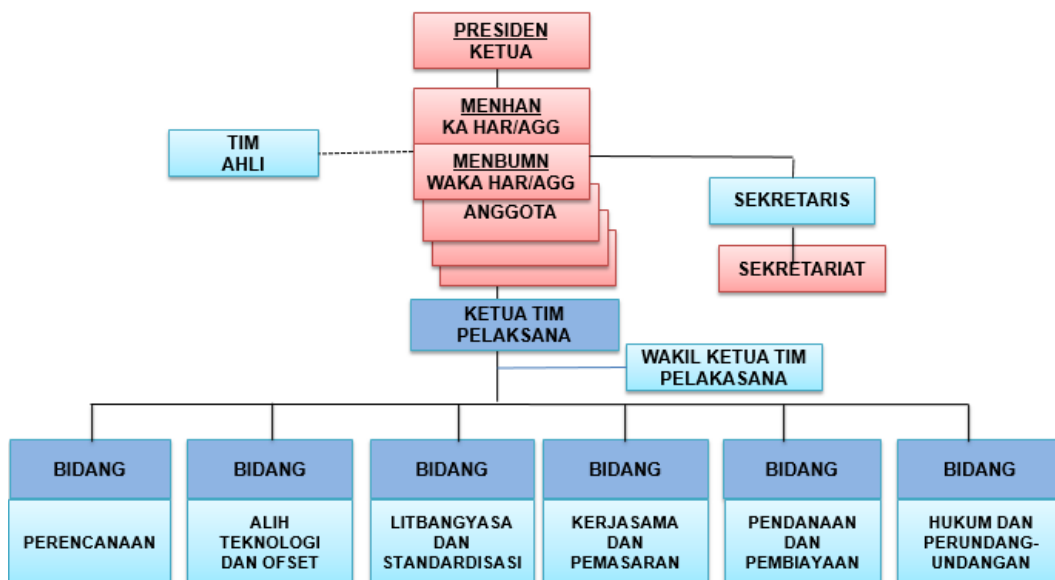 PRESIDEN
KETUA
MENHAN
KA HAR/AGG
TIM
AHLI
MENBUMN
WAKA HAR/AGG
ANGGOTA
SEKRETARIS
SEKRETARIAT
KETUA TIM
PELAKSANA
WAKIL KETUA TIM
PELAKASANA
BIDANG
PERENCANAAN
BIDANG
ALIH
TEKNOLOGI
DAN OFSET
BIDANG
LITBANGYASA
DAN
STANDARDISASI
BIDANG
KERJASAMA
DAN
PEMASARAN
BIDANG
PENDANAAN
DAN
PEMBIAYAAN
BIDANG
HUKUM DAN
PERUNDANG-
UNDANGAN